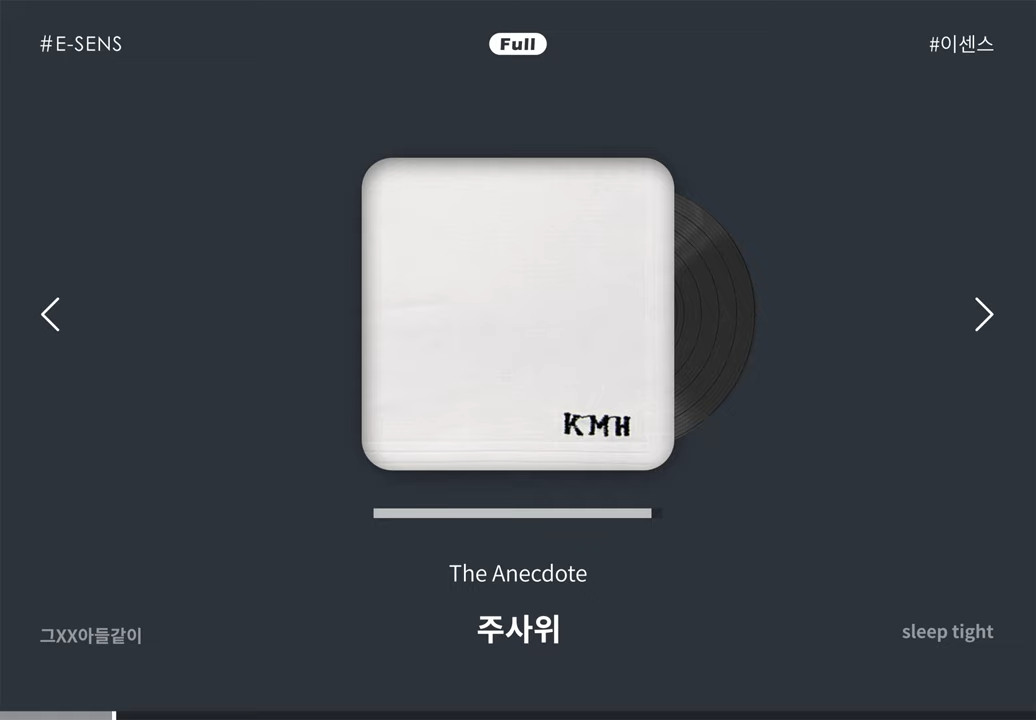 #E-SENS
Full
#이센스
KMH
The Anecdote
주사위
그XX아들같이
sleep tight